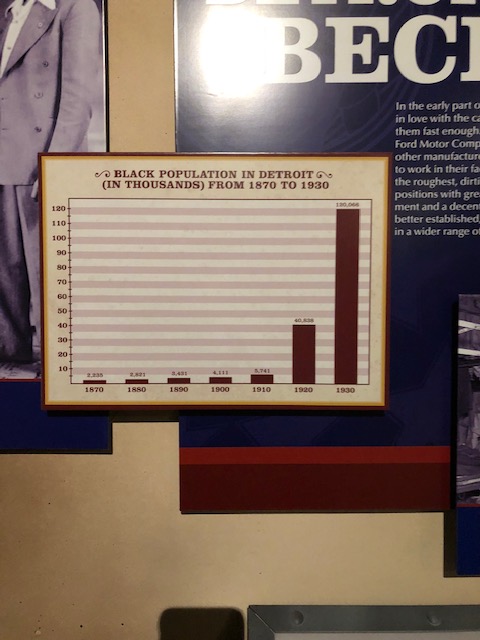 BECK
In the early part o
in love with the ca
them fast enough.
Ford Motor Comp
other manufacture
to work in their fa
the roughest, dirti
positions with gre
ment and a decen
better established,
in a wider range of
BLACK POPULATION IN DETROIT
(IN THOUSANDS) FROM 1870 TO 1930
120
110
100
90
80
70
60
50
40
30
20
10
2,235
2,821
3,431
4,111
5,741
40,838
120,066
1870 1880 1890 1900 1910 1920 1930